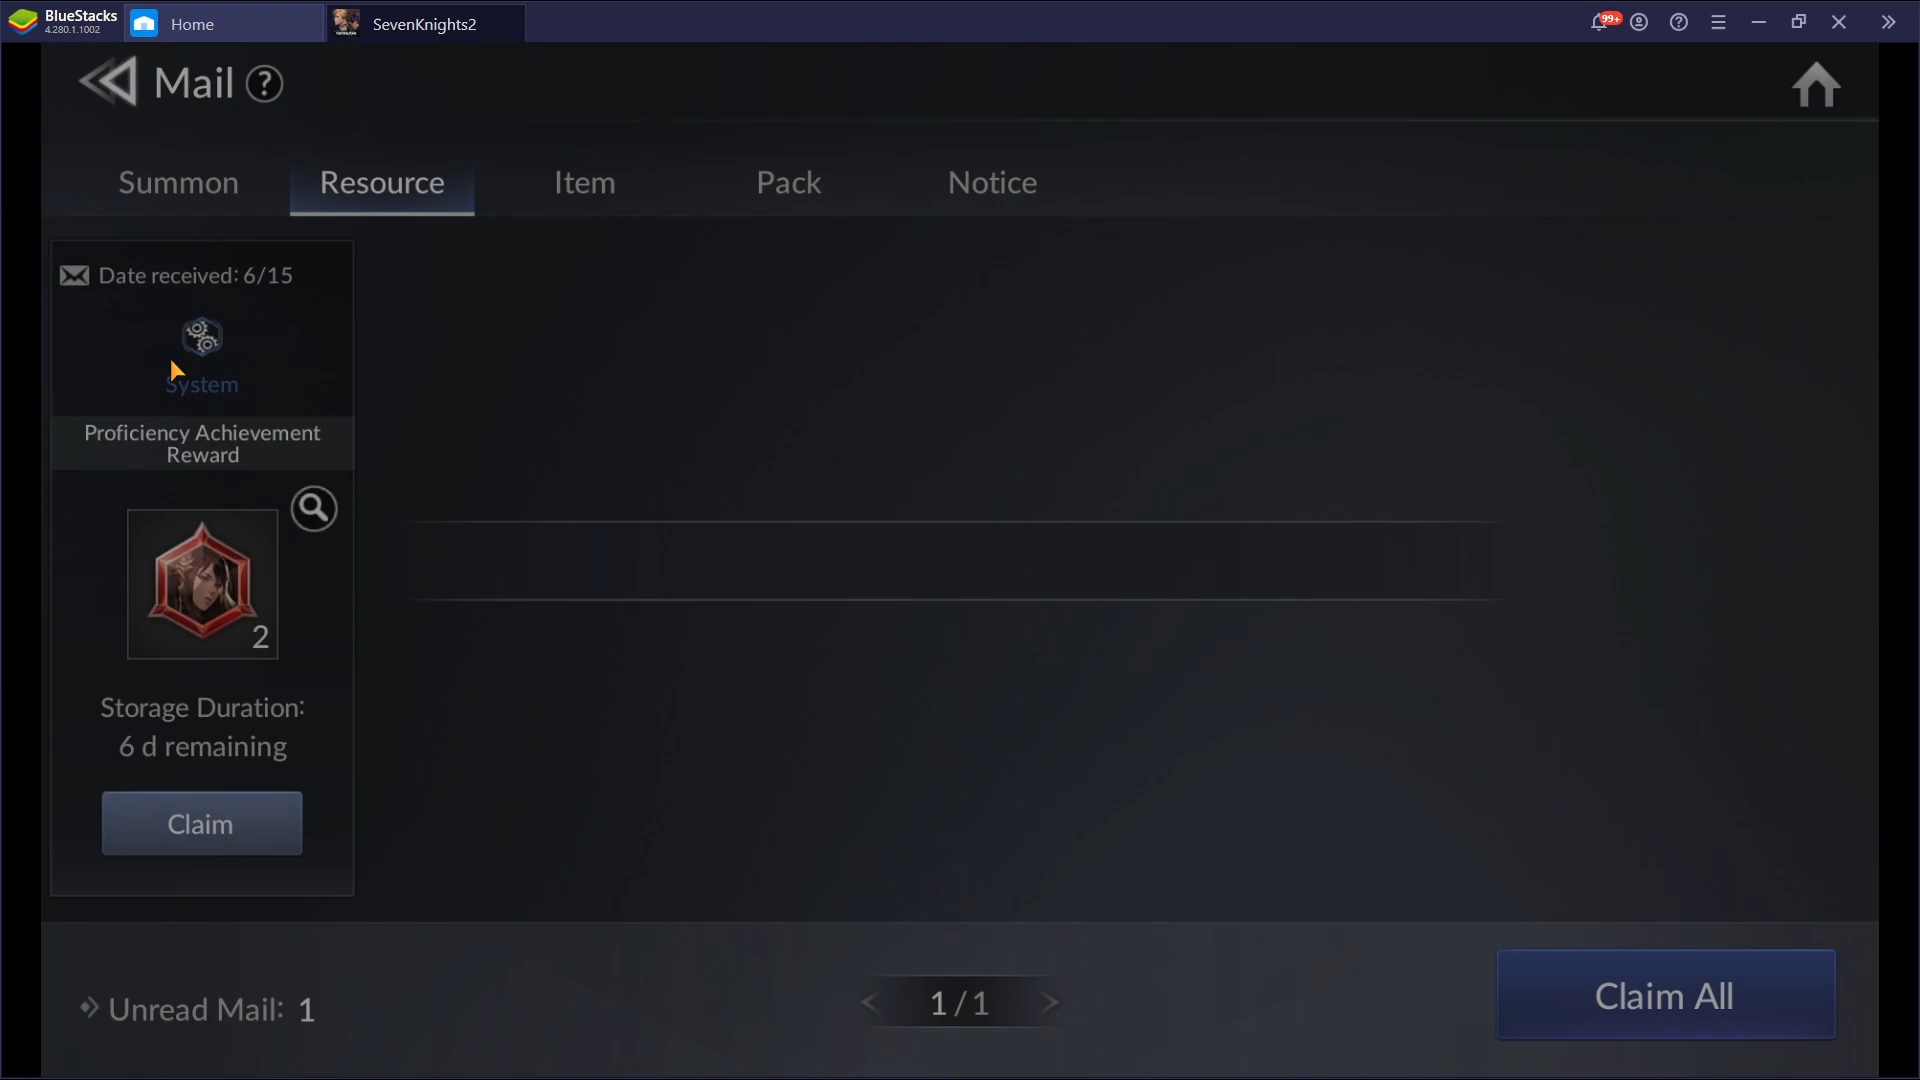 BlueStacks
4.280.1.1002
Home
SevenKnights2
99+
Mail ?
Summon
Resource
Item
Pack
Notice
Date received: 6/15
System
Proficiency Achievement
Reward
2
Storage Duration:
6 d remaining
Claim
Unread Mail: 1
1/1
Claim All